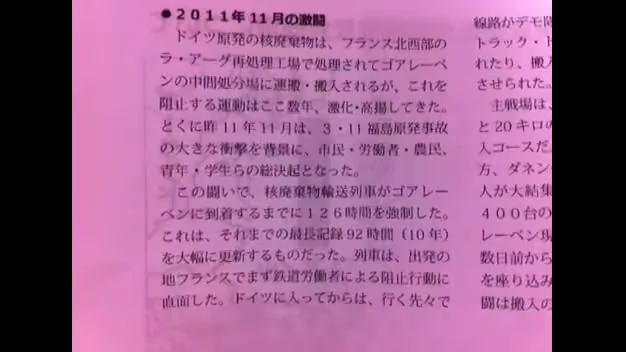 ●２０１１年11月の激闘
ドイツ原発の核廃棄物は、フランス北西部の
ラ・アーグ再処理工場で処理されてゴアレーベ
ンの中間処分場に運搬・搬入されるが、これを
阻止する運動はここ数年、激化・高揚してきた。
とくに昨11年11月は、３・11福島原発事故
の大きな衝撃を背景に、市民・労働者・農民、
青年・学生らの総決起となった。
この闘いで、核廃棄物輸送列車がゴアレー
ベンに到着するまでに１２６時間を強制した。
これは、それまでの最長記録92時間（10年）
を大幅に更新するものだった。列車は、出発の
地フランスでまず鉄道労働者による阻止行動に
直面した。ドイツに入ってからは、行く先々で
線路がデモ隊
トラック・
れたり、搬入
させられた。
主戦場は、
と20キロの
入コースだ
方、ダネン
人が大結集
４００台の
レーベン現
数日前から
を座り込み
闘は搬入の